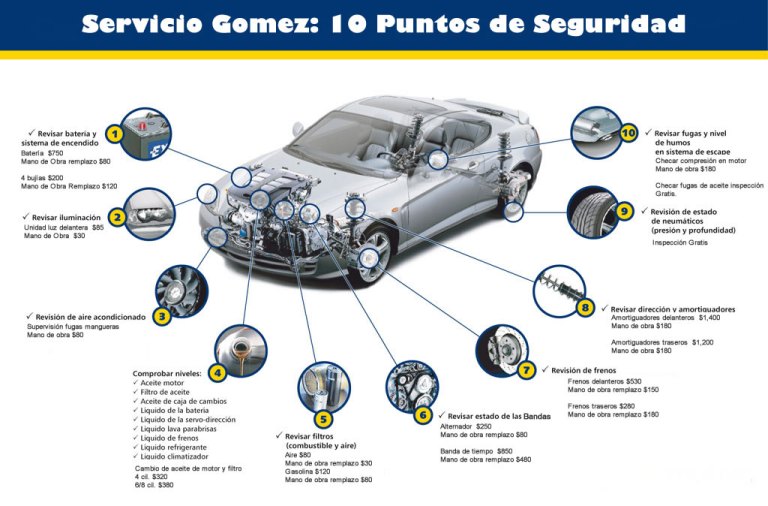 Servicio Gomez: 10 Puntos de Seguridad
1
✓ Revisar batería y
sistema de encendido
Batería $750
Mano de Obra remplazo $80
4 bujías $200
Mano de Obra Remplazo $120
2
✓ Revisar iluminación
Unidad luz delantera $85
Mano de Obra $30
3
✓ Revisión de aire acondicionado
Supervisión fugas mangueras
Mano de obra $80
4
Comprobar niveles:
✓ Aceite motor
✓ Filtro de aceite
✓ Aceite de caja de cambios
✓ Liquido de la bateria
✓ Liquido de la servo-dirección
✓ Liquido lava parabrisas
✓ Liquido de frenos
✓ Liquido refrigerante
✓ Liquido climatizador
Cambio de aceite de motor y filtro
4 cil. $320
6/8 cil. $380
5
✓ Revisar filtros
(combustible y aire)
Aire $80
Mano de obra remplazo $30
Gasolina $120
Mano de obra remplazo $80
6
✓ Revisar estado de las Bandas
Alternador $250
Mano de obra remplazo $80
Banda de tiempo $850
Mano de obra remplazo $480
7
✓ Revisión de frenos
Frenos delanteros $530
Mano de obra remplazo $150
Frenos traseros $280
Mano de obra remplazo $180
8
✓ Revisar dirección y amortiguadores
Amortiguadores delanteros $1,400
Mano de obra $180
Amortiguadores traseros $1,200
Mano de obra $180
9
✓ Revisión de estado
de neumáticos
(presión y profundidad)
Inspección Gratis
10
✓ Revisar fugas y nivel
de humos
en sistema de escape
Checar compresión en motor
Mano de obra $180
Checar fugas de aceite inspección
Gratis.